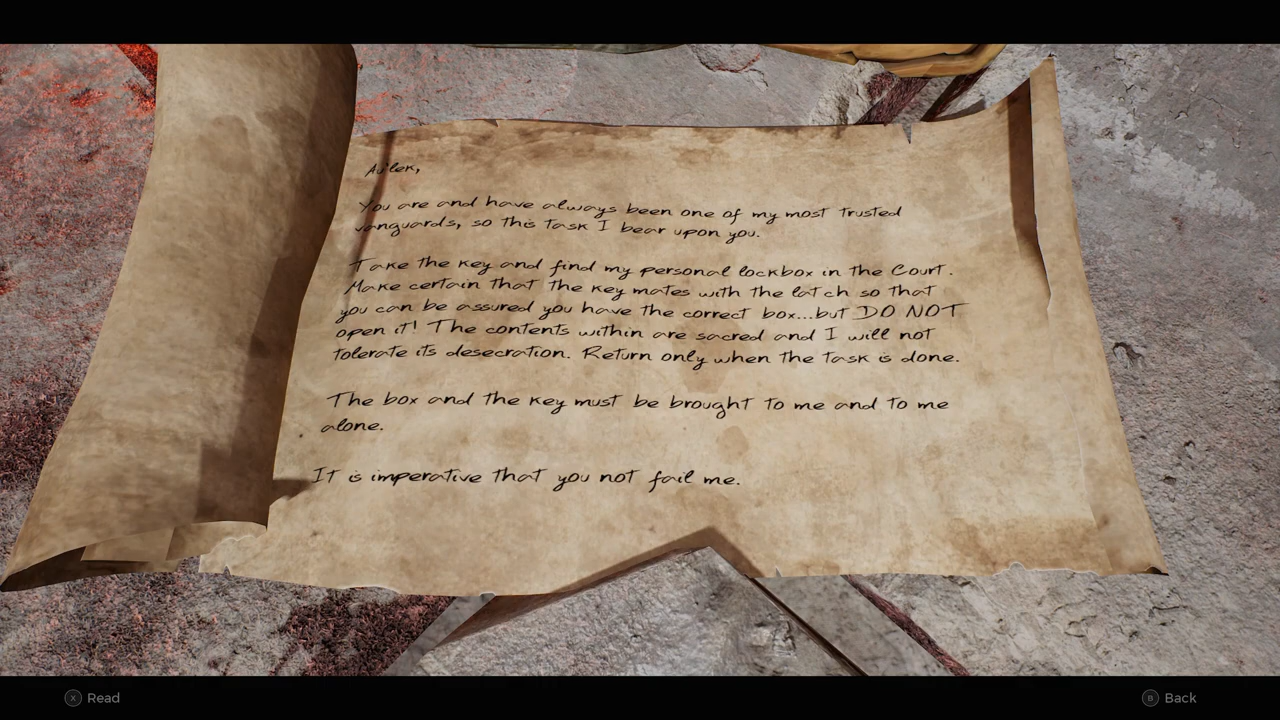 Ailer,
You are and have always been one of my most trusted
vanguards, so this task I bear upon you.
Take the key and find my personal lockbox in the Court.
Make certain that the key mates with the latch so that
you can be assured you have the correct box...but DO NOT
open it! The contents within are sacred and I will not
tolerate its desecration. Return only when the task is done.
The box and the key must be brought to me and to me
alone.
It is imperative that you not fail me.
X Read
B Back